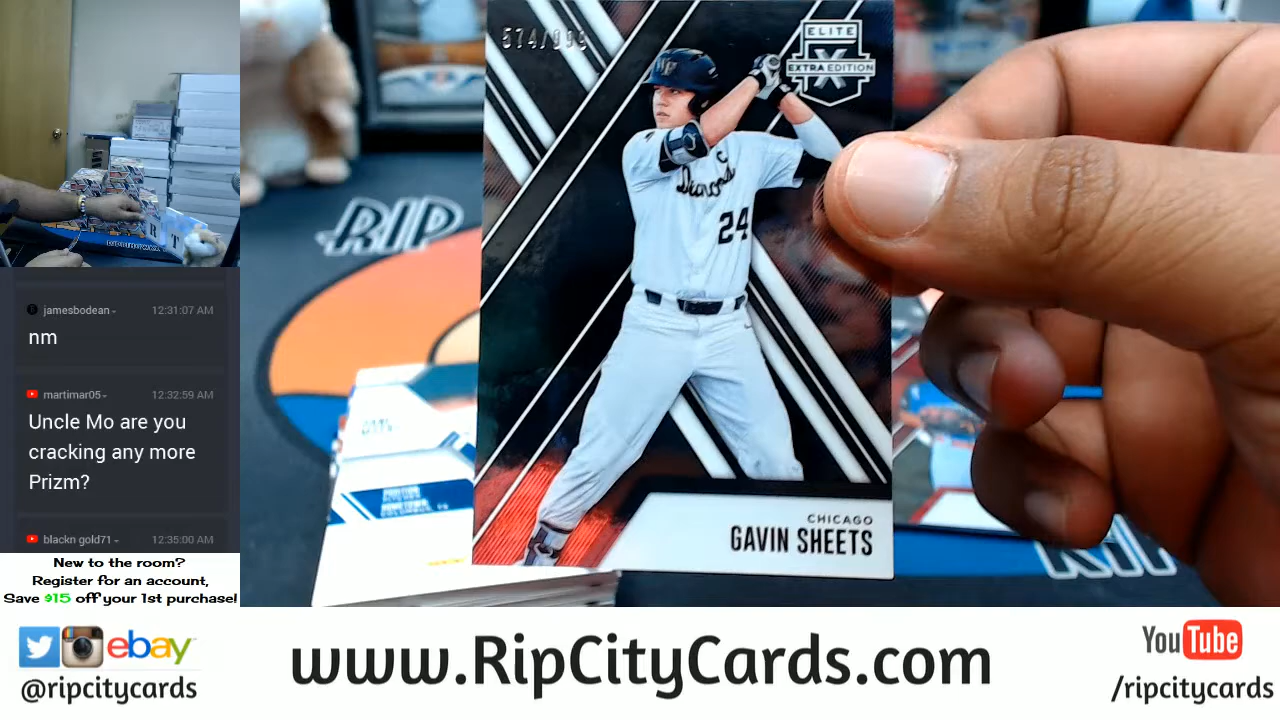 jamesbodean
12:31:07 AM
nm
martimar05
12:32:59 AM
Uncle Mo are you
cracking any more
Prizm?
blackn gold71
12:35:00 AM
New to the room?
Register for an account,
Save $15 off your 1st purchase!
ELITE
X
EXTRA EDITION
24
CHICAGO
GAVIN SHEETS
RIP
ebay
@ripcitycards
www.RipCityCards.com
YouTube
/ripcitycards